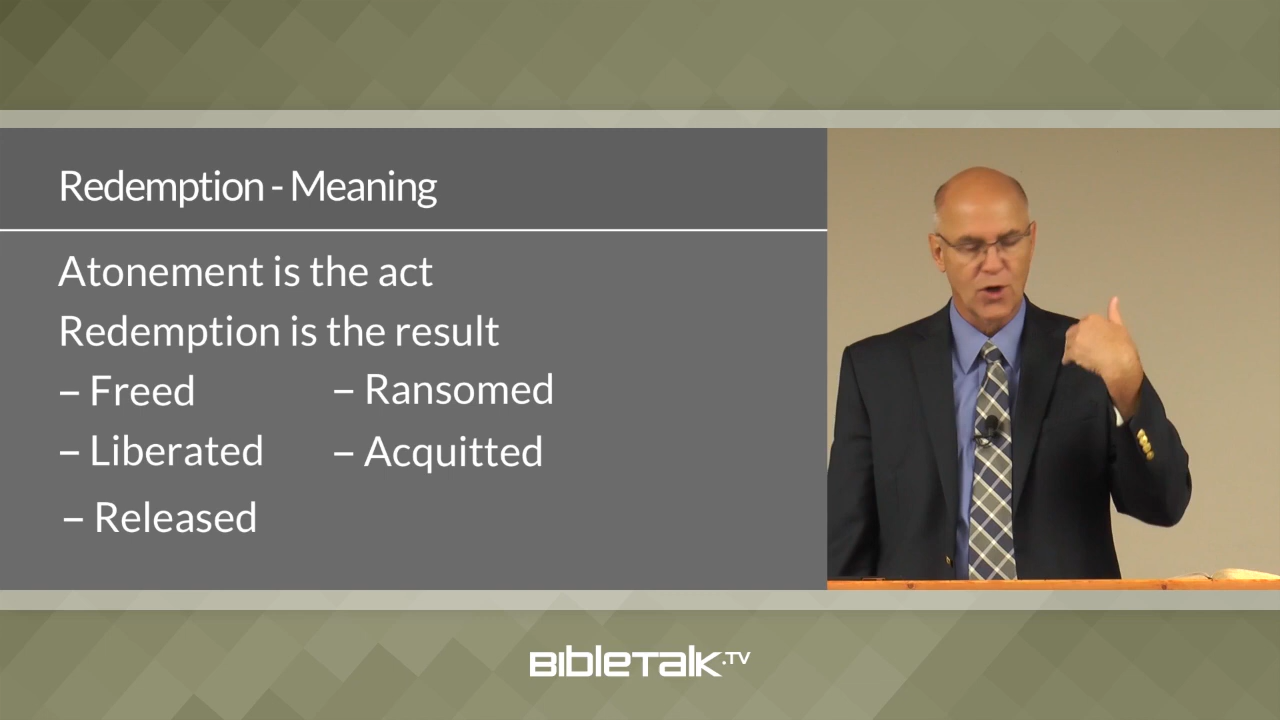 Redemption - Meaning
Atonement is the act
Redemption is the result
– Freed – Ransomed
– Liberated – Acquitted
– Released
BibleTalk.TV